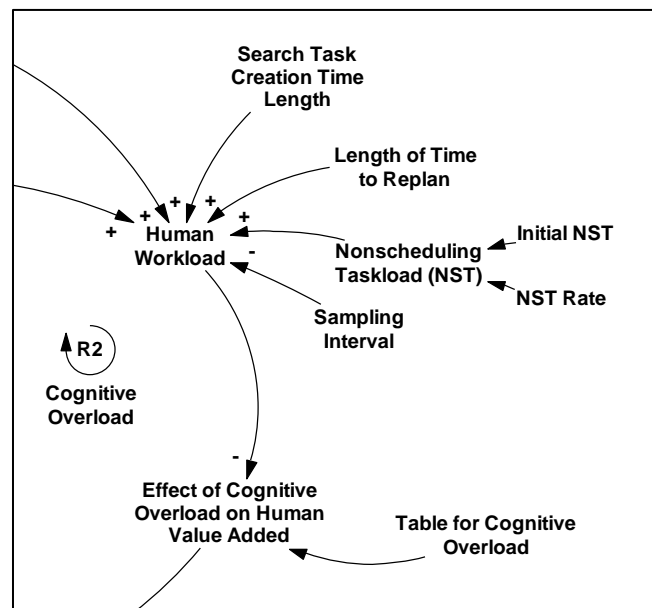 Search Task
Creation Time
Length
Length of Time
to Replan
+ + + + +
Human
Workload
-
Nonscheduling
Taskload (NST)
Initial NST
NST Rate
Sampling
Interval
R2
Cognitive
Overload
-
Effect of Cognitive
Overload on Human
Value Added
Table for Cognitive
Overload